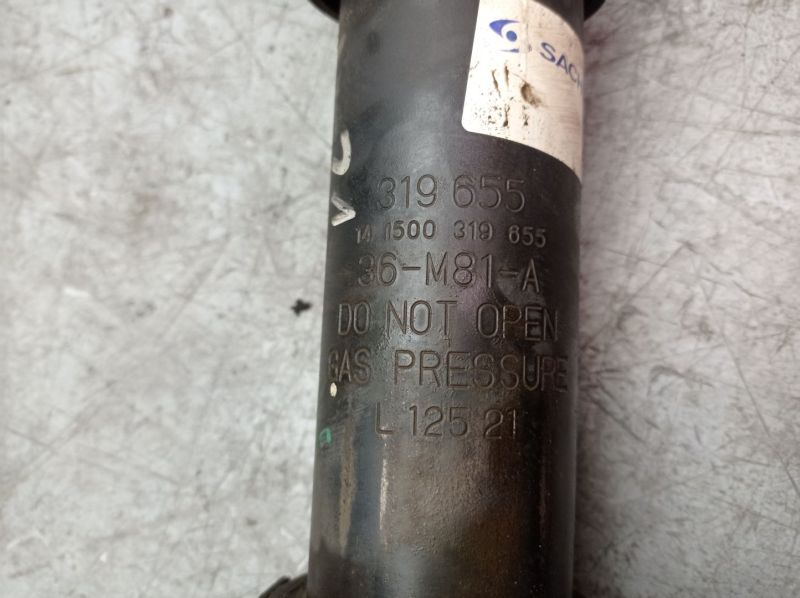 SACH
319 655
14 1500 319 655
36-M81-A
DO NOT OPEN
GAS PRESSURE
L 125 21